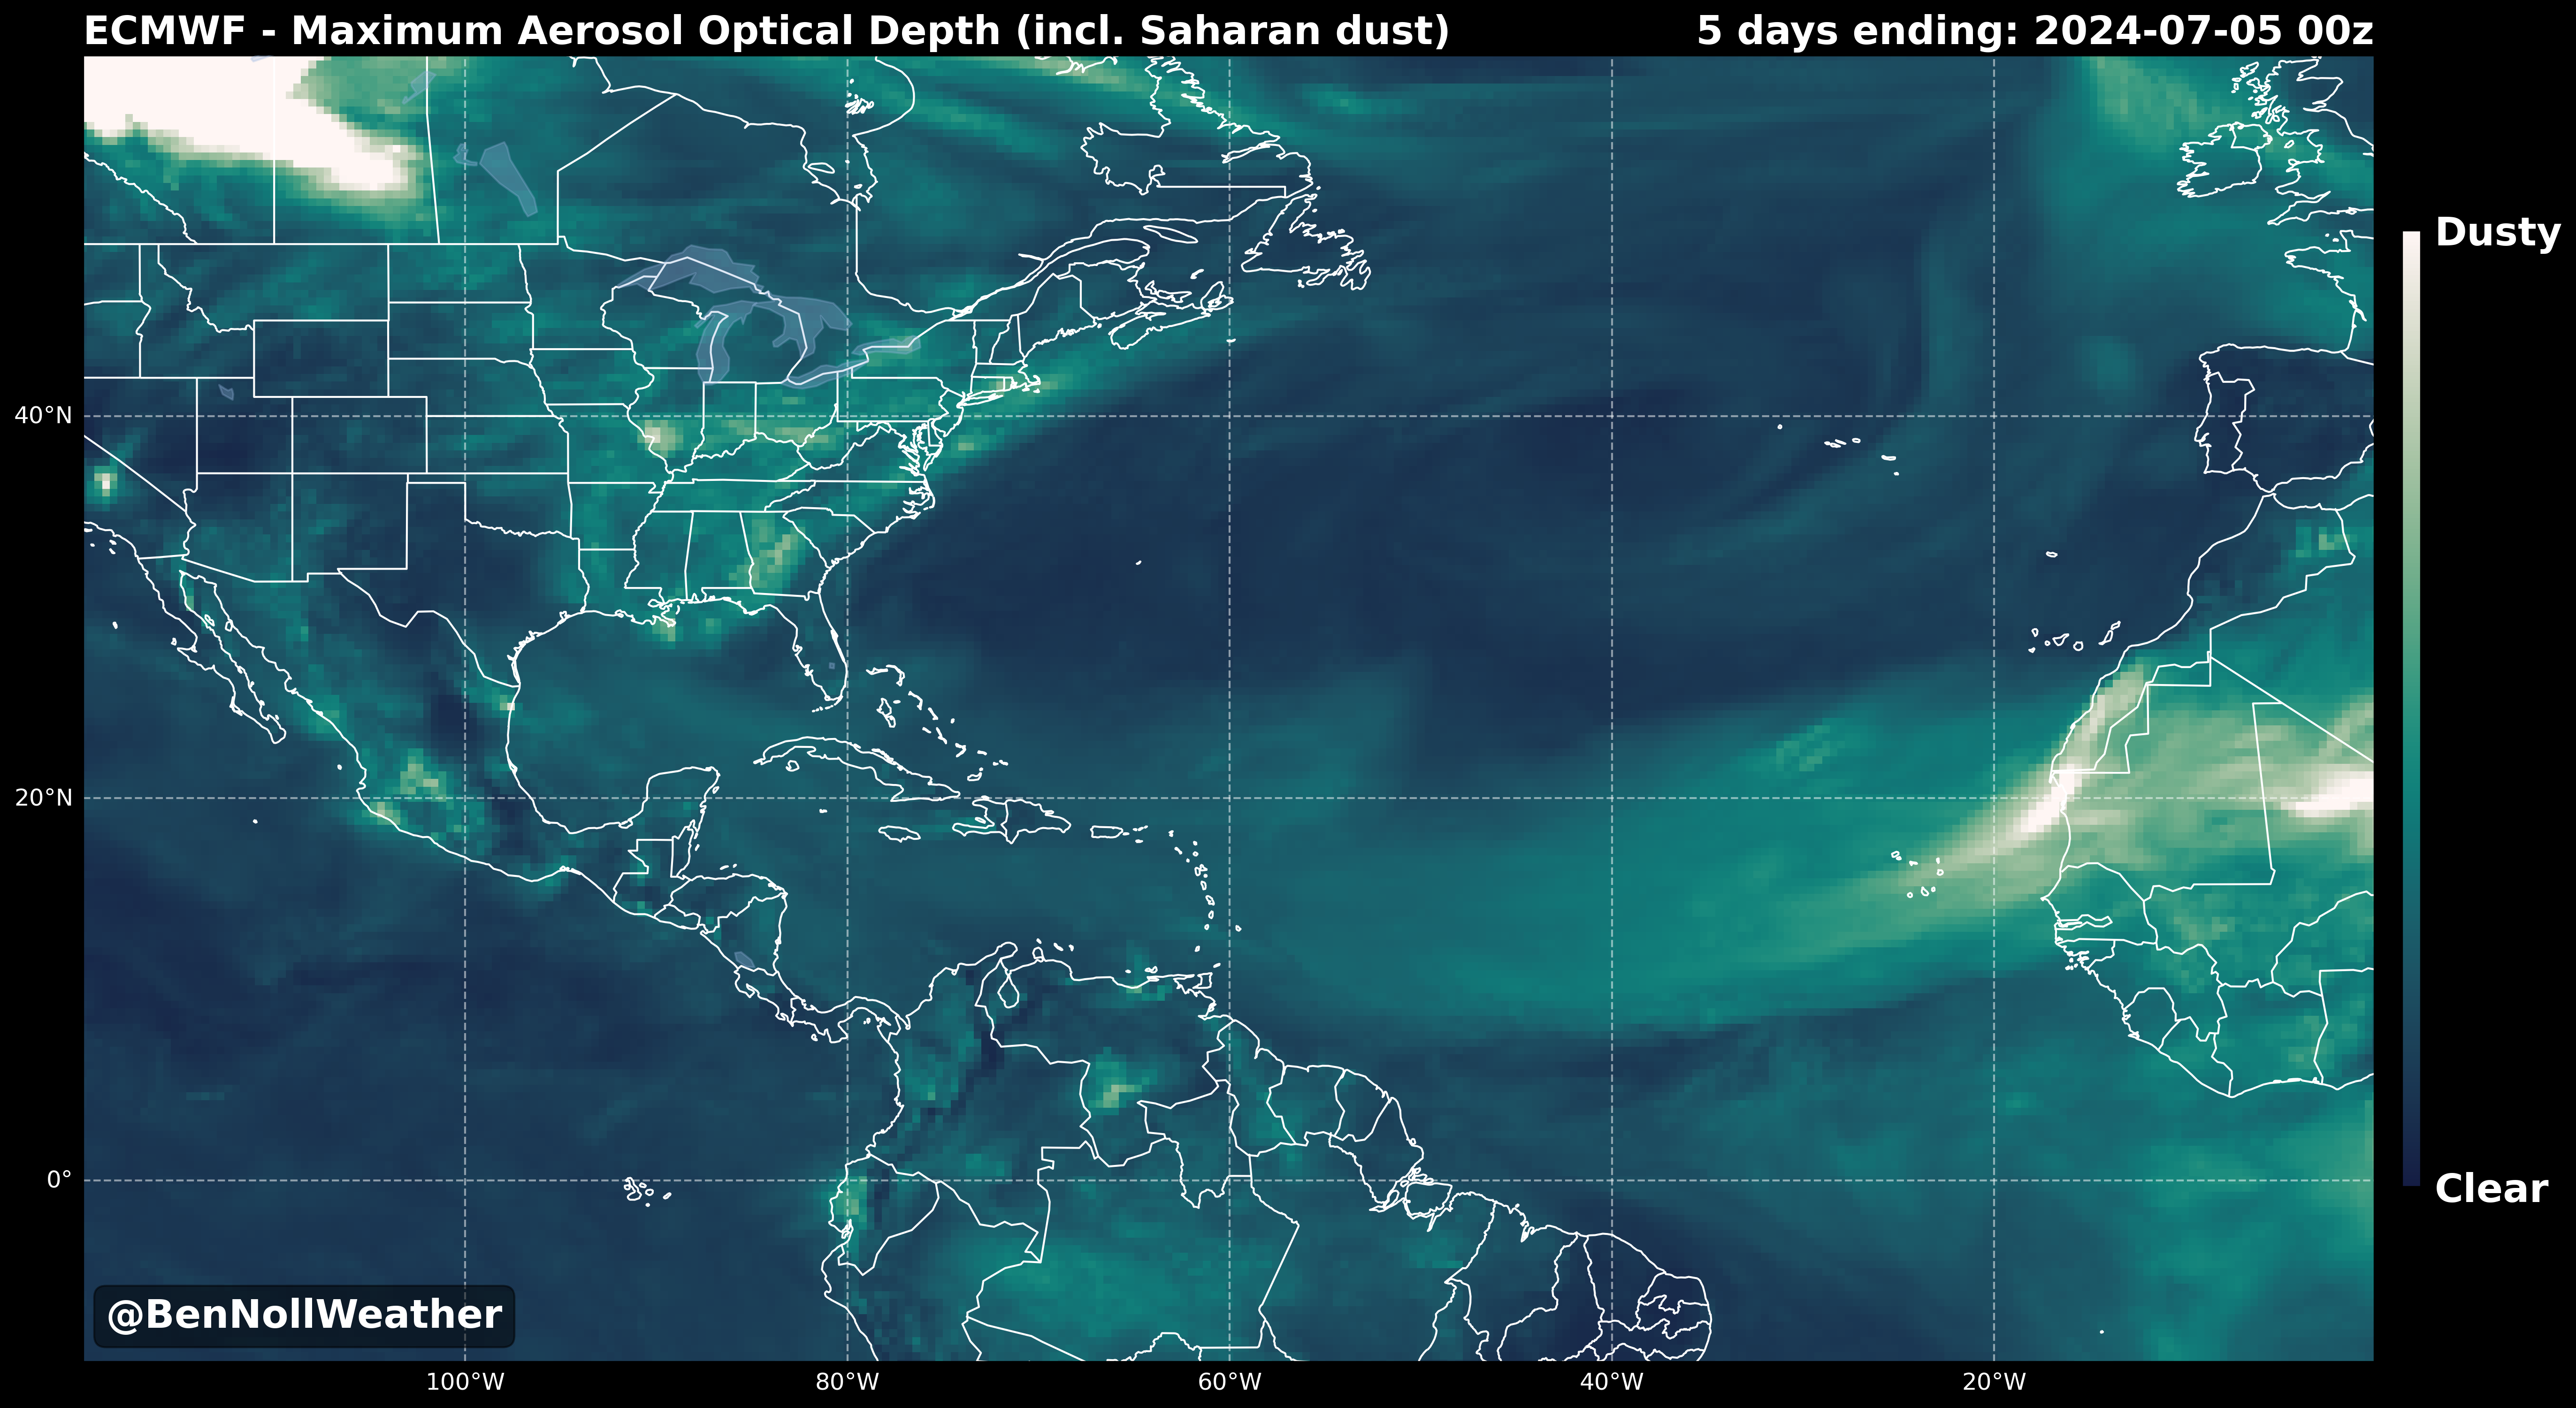 ECMWF - Maximum Aerosol Optical Depth (incl. Saharan dust) 5 days ending: 2024-07-05 00z
Dusty
40°N
20°N
0°
Clear
@BenNollWeather
100°W 80°W 60°W 40°W 20°W